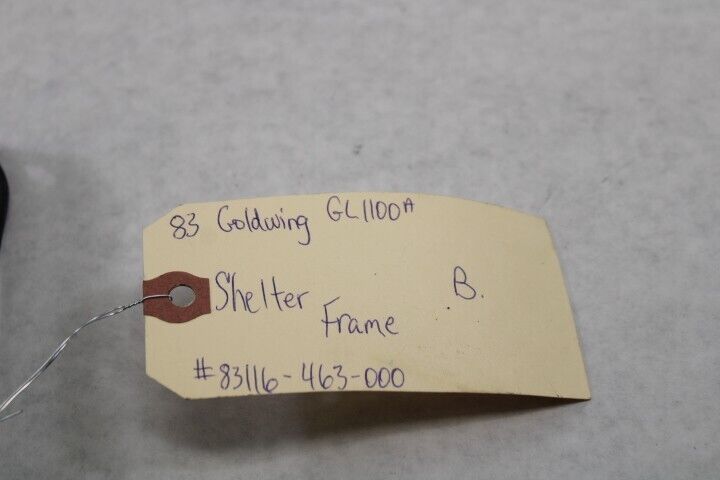 83 Goldwing GL1100A
Shelter Frame
B.
#83116-463-000